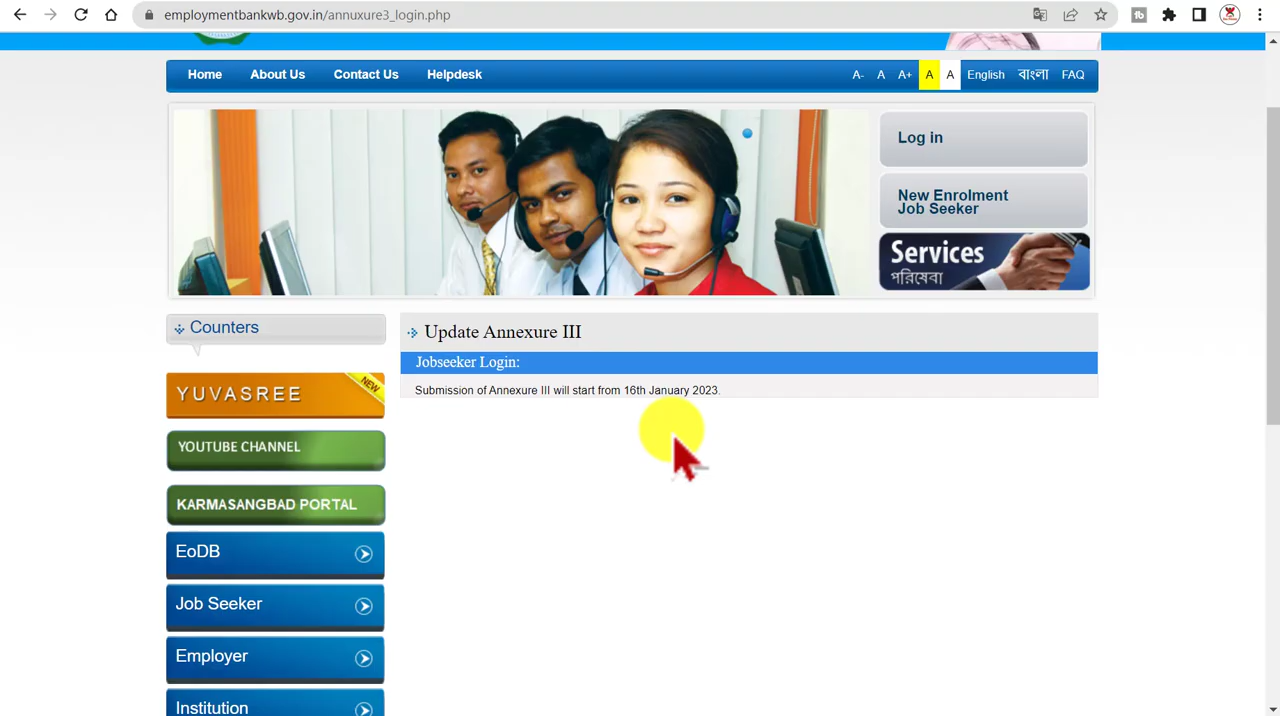 employmentbankwb.gov.in/annuxure3_login.php
Home About Us Contact Us Helpdesk A- A A+ A A English বাংলা FAQ
Log in
New Enrolment
Job Seeker
Services
পরিষেবা
Counters
YUVASREE NEW
YOUTUBE CHANNEL
KARMASANGBAD PORTAL
EoDB
Job Seeker
Employer
Institution
Update Annexure III
Jobseeker Login:
Submission of Annexure III will start from 16th January 2023.